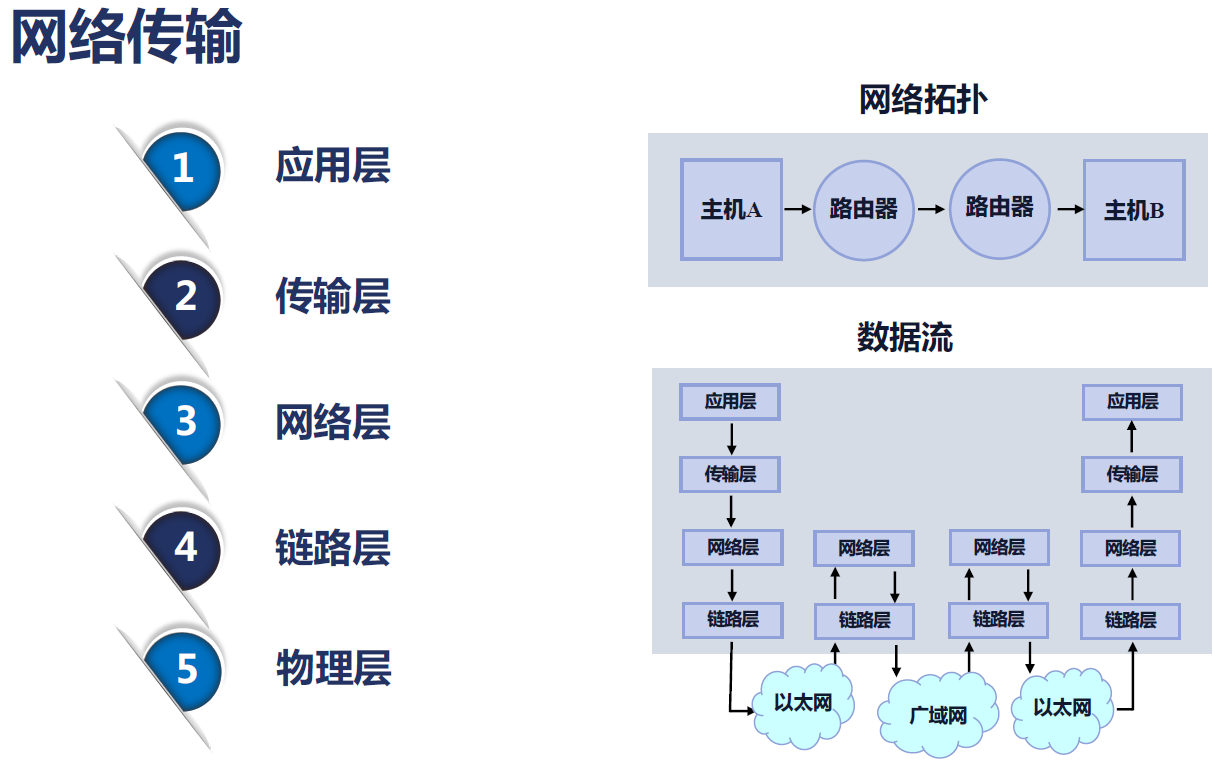 网络传输
1 应用层
2 传输层
3 网络层
4 链路层
5 物理层
网络拓扑
主机A 路由器 路由器 主机B
数据流
应用层 应用层
传输层 传输层
网络层 网络层 网络层 网络层
链路层 链路层 链路层 链路层
以太网 广域网 以太网